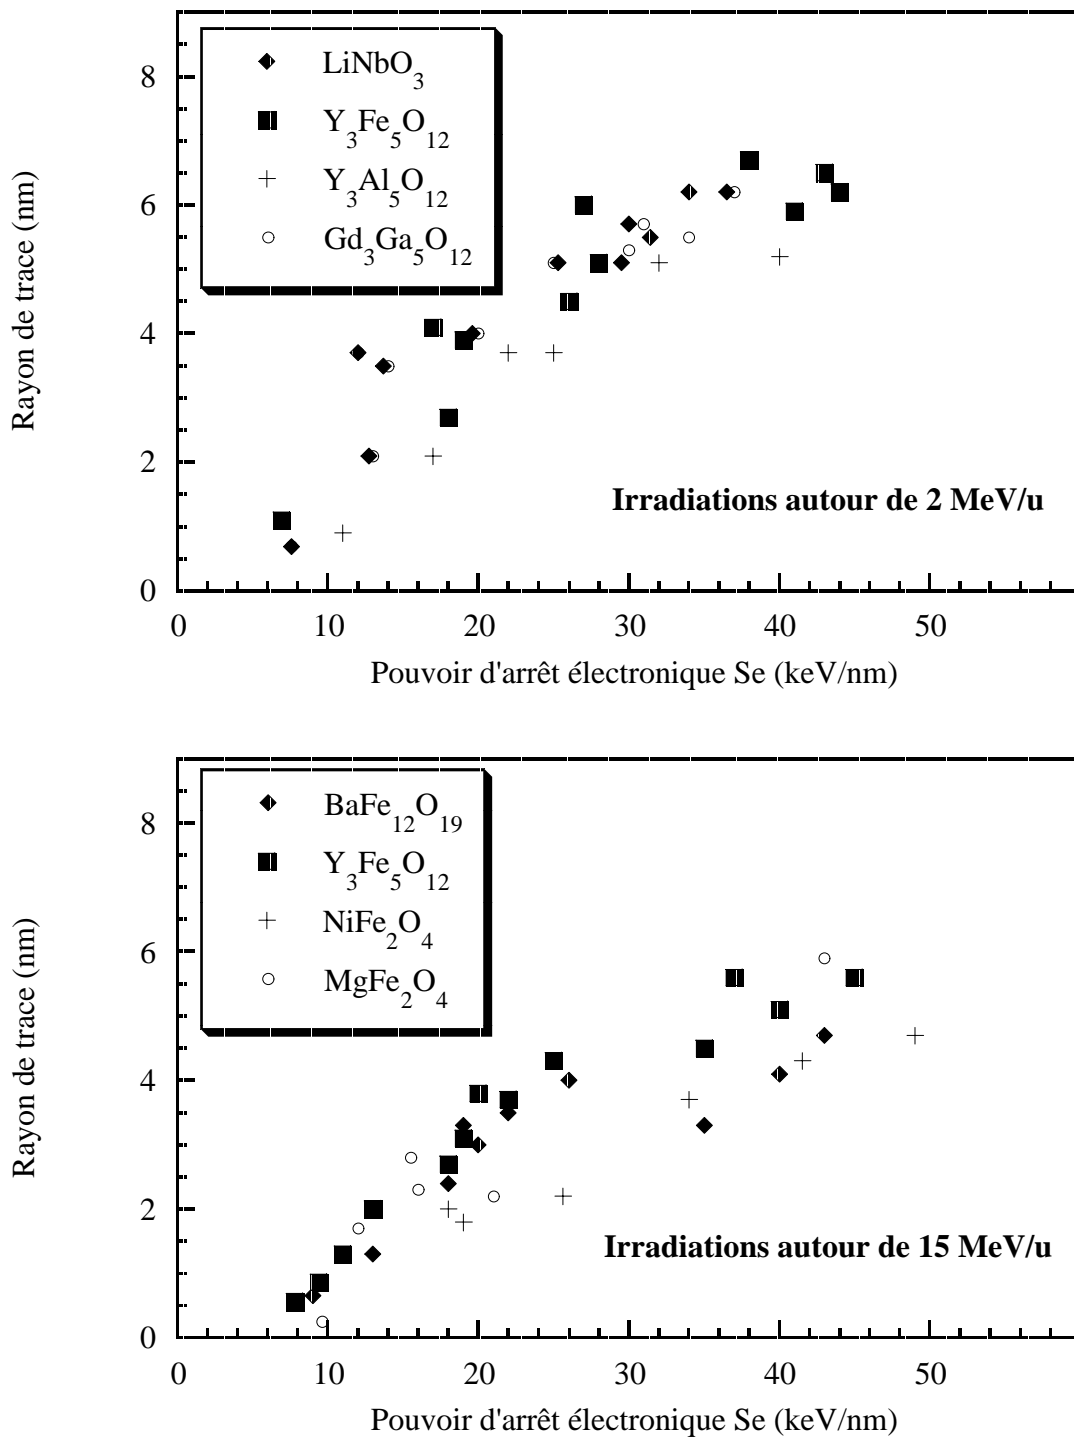 LiNbO3
Y3Fe5O12
Y3Al5O12
Gd3Ga5O12
8
6
4
2
0
Rayon de trace (nm)
Irradiations autour de 2 MeV/u
0 10 20 30 40 50
Pouvoir d'arrêt électronique Se (keV/nm)
BaFe12O19
Y3Fe5O12
NiFe2O4
MgFe2O4
8
6
4
2
0
Rayon de trace (nm)
Irradiations autour de 15 MeV/u
0 10 20 30 40 50
Pouvoir d'arrêt électronique Se (keV/nm)